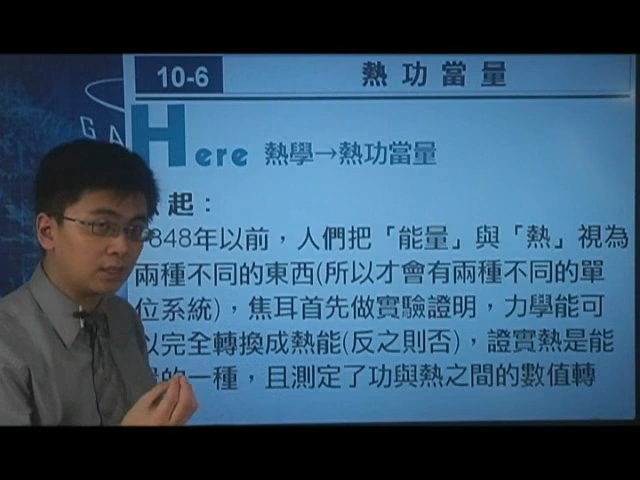 10-6 熱功當量
GA
Here 熱學→熱功當量
起：
848年以前，人們把「能量」與「熱」視為
兩種不同的東西(所以才會有兩種不同的單
位系統)，焦耳首先做實驗證明，力學能可
以完全轉換成熱能(反之則否)，證實熱是能
的一種，且測定了功與熱之間的數值轉